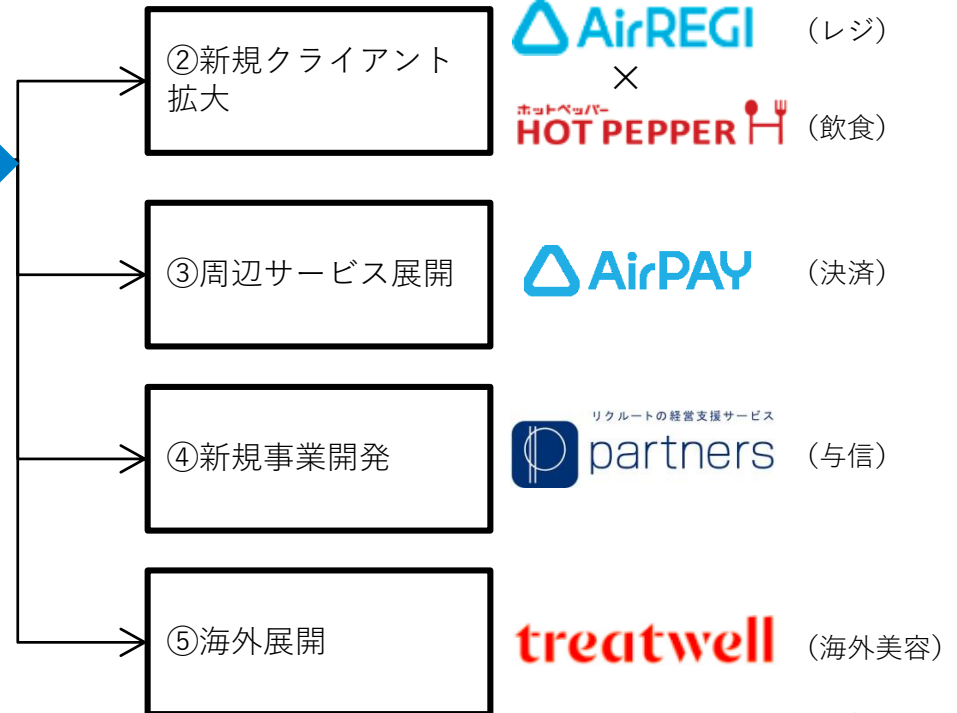 ②新規クライアント
拡大
AirREGI
(レジ)
×
ホットペッパー
HOT PEPPER
(飲食)
③周辺サービス展開
AirPAY
(決済)
④新規事業開発
リクルートの経営支援サービス
partners
(与信)
⑤海外展開
treatwell
(海外美容)